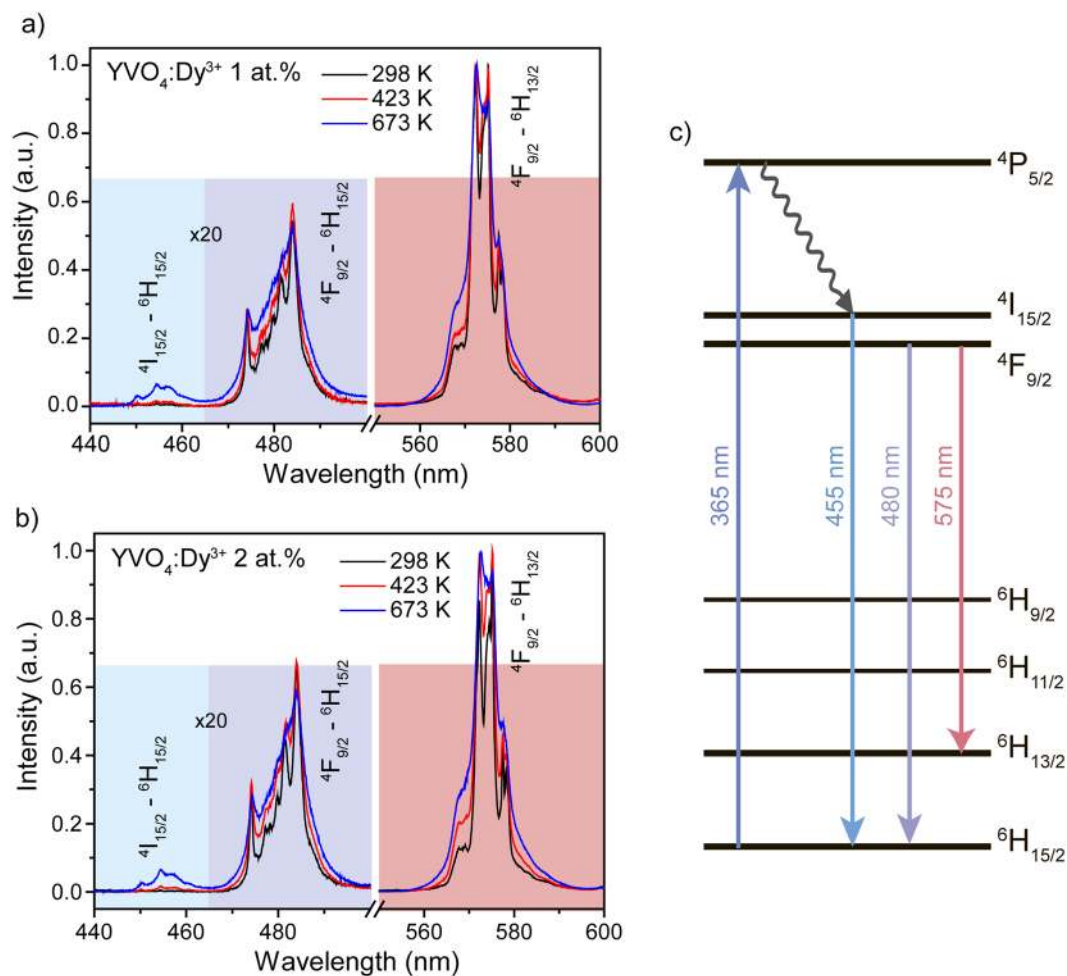 a)
YVO₄:Dy³⁺ 1 at.%
298 K
423 K
673 K
⁴F₉/₂ - ⁶H₁₃/₂
x20
⁴I₁₅/₂ - ⁶H₁₅/₂
⁴F₉/₂ - ⁶H₁₅/₂
Intensity (a.u.)
1.0
0.8
0.6
0.4
0.2
0.0
440 460 480 560 580 600
Wavelength (nm)
b)
YVO₄:Dy³⁺ 2 at.%
298 K
423 K
673 K
⁴F₉/₂ - ⁶H₁₃/₂
x20
⁴I₁₅/₂ - ⁶H₁₅/₂
⁴F₉/₂ - ⁶H₁₅/₂
Intensity (a.u.)
1.0
0.8
0.6
0.4
0.2
0.0
440 460 480 560 580 600
Wavelength (nm)
c)
⁴P₅/₂
⁴I₁₅/₂
⁴F₉/₂
365 nm
455 nm
480 nm
575 nm
⁶H₉/₂
⁶H₁₁/₂
⁶H₁₃/₂
⁶H₁₅/₂